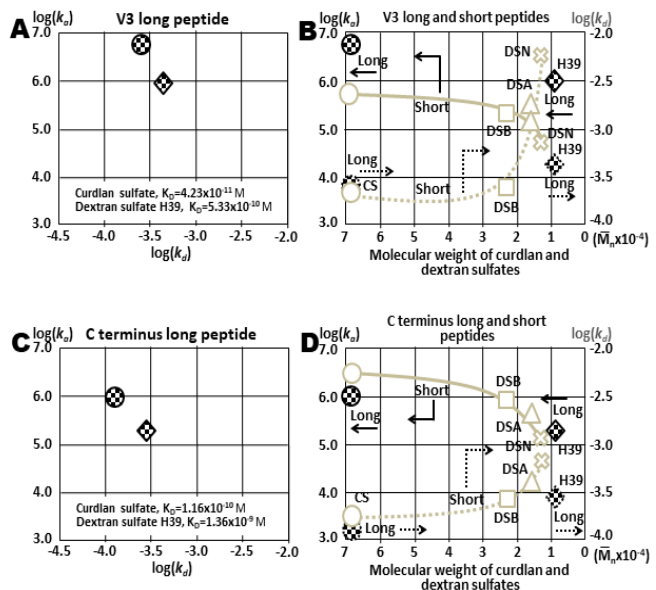 A
V3 long peptide
log(ka)
7.0
6.0
5.0
4.0
3.0
Curdlan sulfate, KD=4.23x10-11 M
Dextran sulfate H39, KD=5.33x10-10 M
-4.5 -4.0 -3.5 -3.0 -2.5 -2.0
log(kd)
B
V3 long and short peptides
log(ka)
log(kd)
7.0
6.0
5.0
4.0
3.0
-2.0
-2.5
-3.0
-3.5
-4.0
Long
Short
DSN
DSA
H39
Long
DSB
DSN
H39
Long
CS
Short
DSB
Long
7 6 5 4 3 2 1 0 (Mnx10-4)
Molecular weight of curdlan and
dextran sulfates
C
C terminus long peptide
log(ka)
7.0
6.0
5.0
4.0
3.0
Curdlan sulfate, KD=1.16x10-10 M
Dextran sulfate H39, KD=1.36x10-9 M
-4.5 -4.0 -3.5 -3.0 -2.5 -2.0
log(kd)
D
C terminus long and short
peptides
log(ka)
log(kd)
7.0
6.0
5.0
4.0
3.0
-2.0
-2.5
-3.0
-3.5
-4.0
Short
DSB
Long
Long
DSA
DSN
H39
DSA
H39
CS
Short
DSB
Long
Long
7 6 5 4 3 2 1 0 (Mnx10-4)
Molecular weight of curdlan and
dextran sulfates